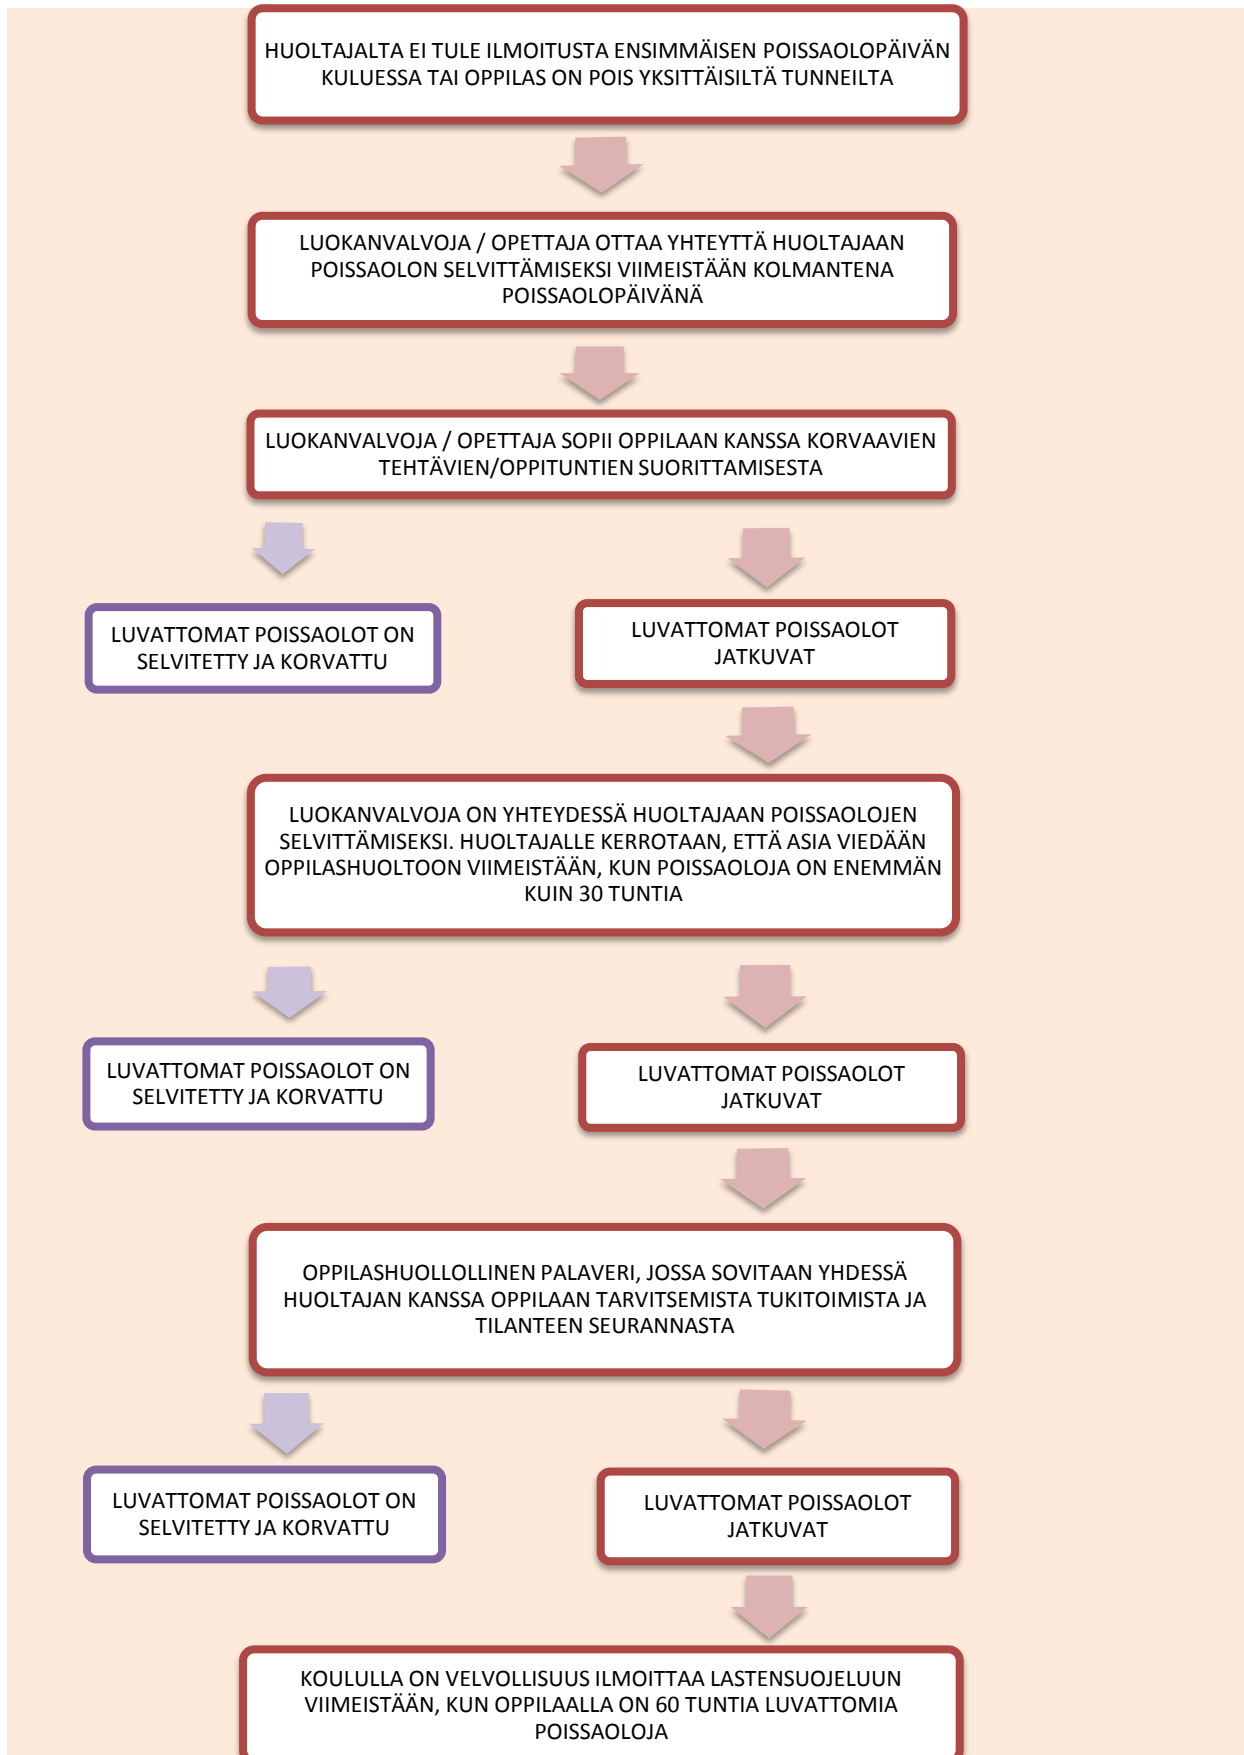 HUOLTAJALTA EI TULE ILMOITUSTA ENSIMMÄISEN POISSAOLOPÄIVÄN
KULUESSA TAI OPPILAS ON POIS YKSITTÄISILTÄ TUNNEILTA
LUOKANVALVOJA / OPETTAJA OTTAA YHTEYTTÄ HUOLTAJAAN
POISSAOLON SELVITTÄMISEKSI VIIMEISTÄÄN KOLMANTENA
POISSAOLOPÄIVÄNÄ
LUOKANVALVOJA / OPETTAJA SOPII OPPILAAN KANSSA KORVAAVIEN
TEHTÄVIEN/OPPITUNTIEN SUORITTAMISESTA
LUVATTOMAT POISSAOLOT ON
SELVITETTY JA KORVATTU
LUVATTOMAT POISSAOLOT
JATKUVAT
LUOKANVALVOJA ON YHTEYDESSÄ HUOLTAJAAN POISSAOLOJEN
SELVITTÄMISEKSI. HUOLTAJALLE KERROTAAN, ETTÄ ASIA VIEDÄÄN
OPPILASHUOLTOON VIIMEISTÄÄN, KUN POISSAOLOJA ON ENEMMÄN
KUIN 30 TUNTIA
LUVATTOMAT POISSAOLOT ON
SELVITETTY JA KORVATTU
LUVATTOMAT POISSAOLOT
JATKUVAT
OPPILASHUOLLOLLINEN PALAVERI, JOSSA SOVITAAN YHDESSÄ
HUOLTAJAN KANSSA OPPILAAN TARVITSEMISTA TUKITOIMISTA JA
TILANTEEN SEURANNASTA
LUVATTOMAT POISSAOLOT ON
SELVITETTY JA KORVATTU
LUVATTOMAT POISSAOLOT
JATKUVAT
KOULULLA ON VELVOLLISUUS ILMOITTAA LASTENSUOJELUUN
VIIMEISTÄÄN, KUN OPPILAALLA ON 60 TUNTIA LUVATTOMIA
POISSAOLOJA